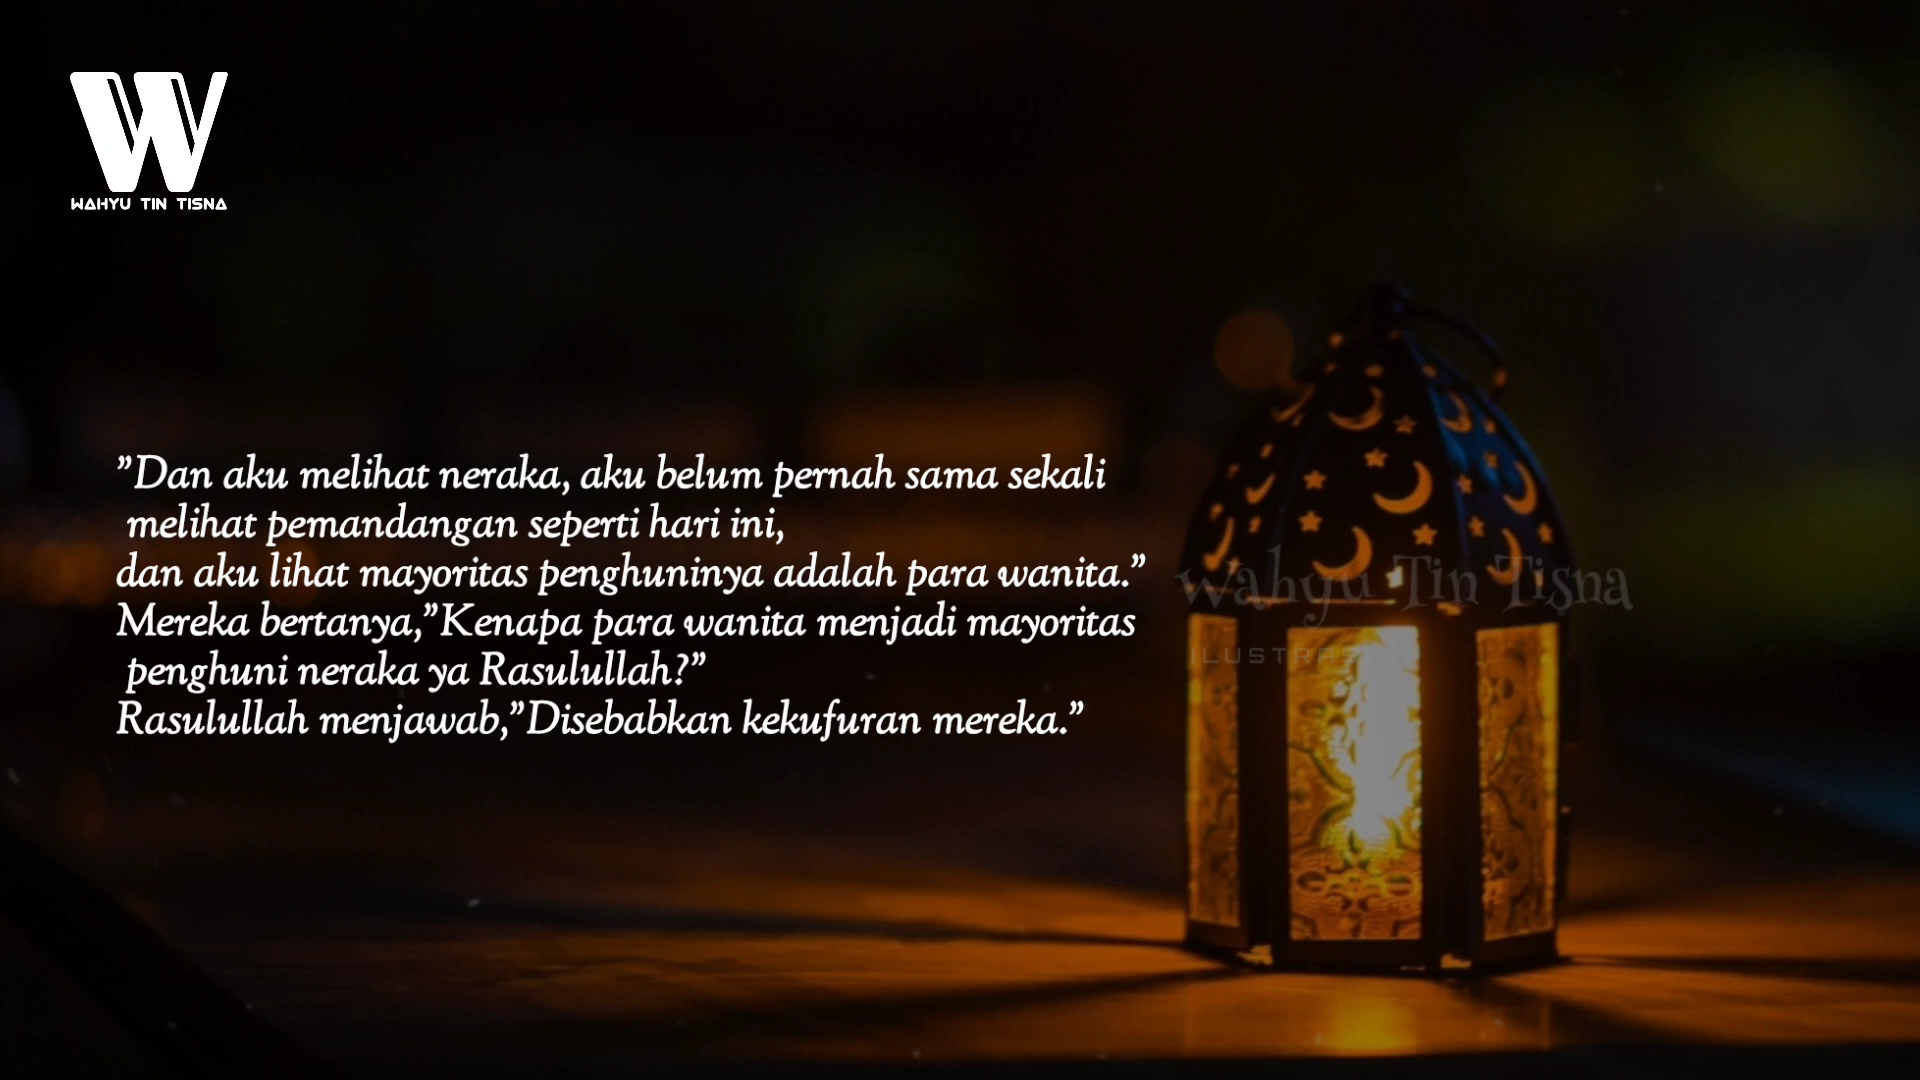 W
WAHYU TIN TISNA
"Dan aku melihat neraka, aku belum pernah sama sekali
melihat pemandangan seperti hari ini,
dan aku lihat mayoritas penghuninya adalah para wanita."
Mereka bertanya,"Kenapa para wanita menjadi mayoritas
penghuni neraka ya Rasulullah?"
Rasulullah menjawab,"Disebabkan kekufuran mereka."
Wahyu Tin Tisna
ILUSTRASI